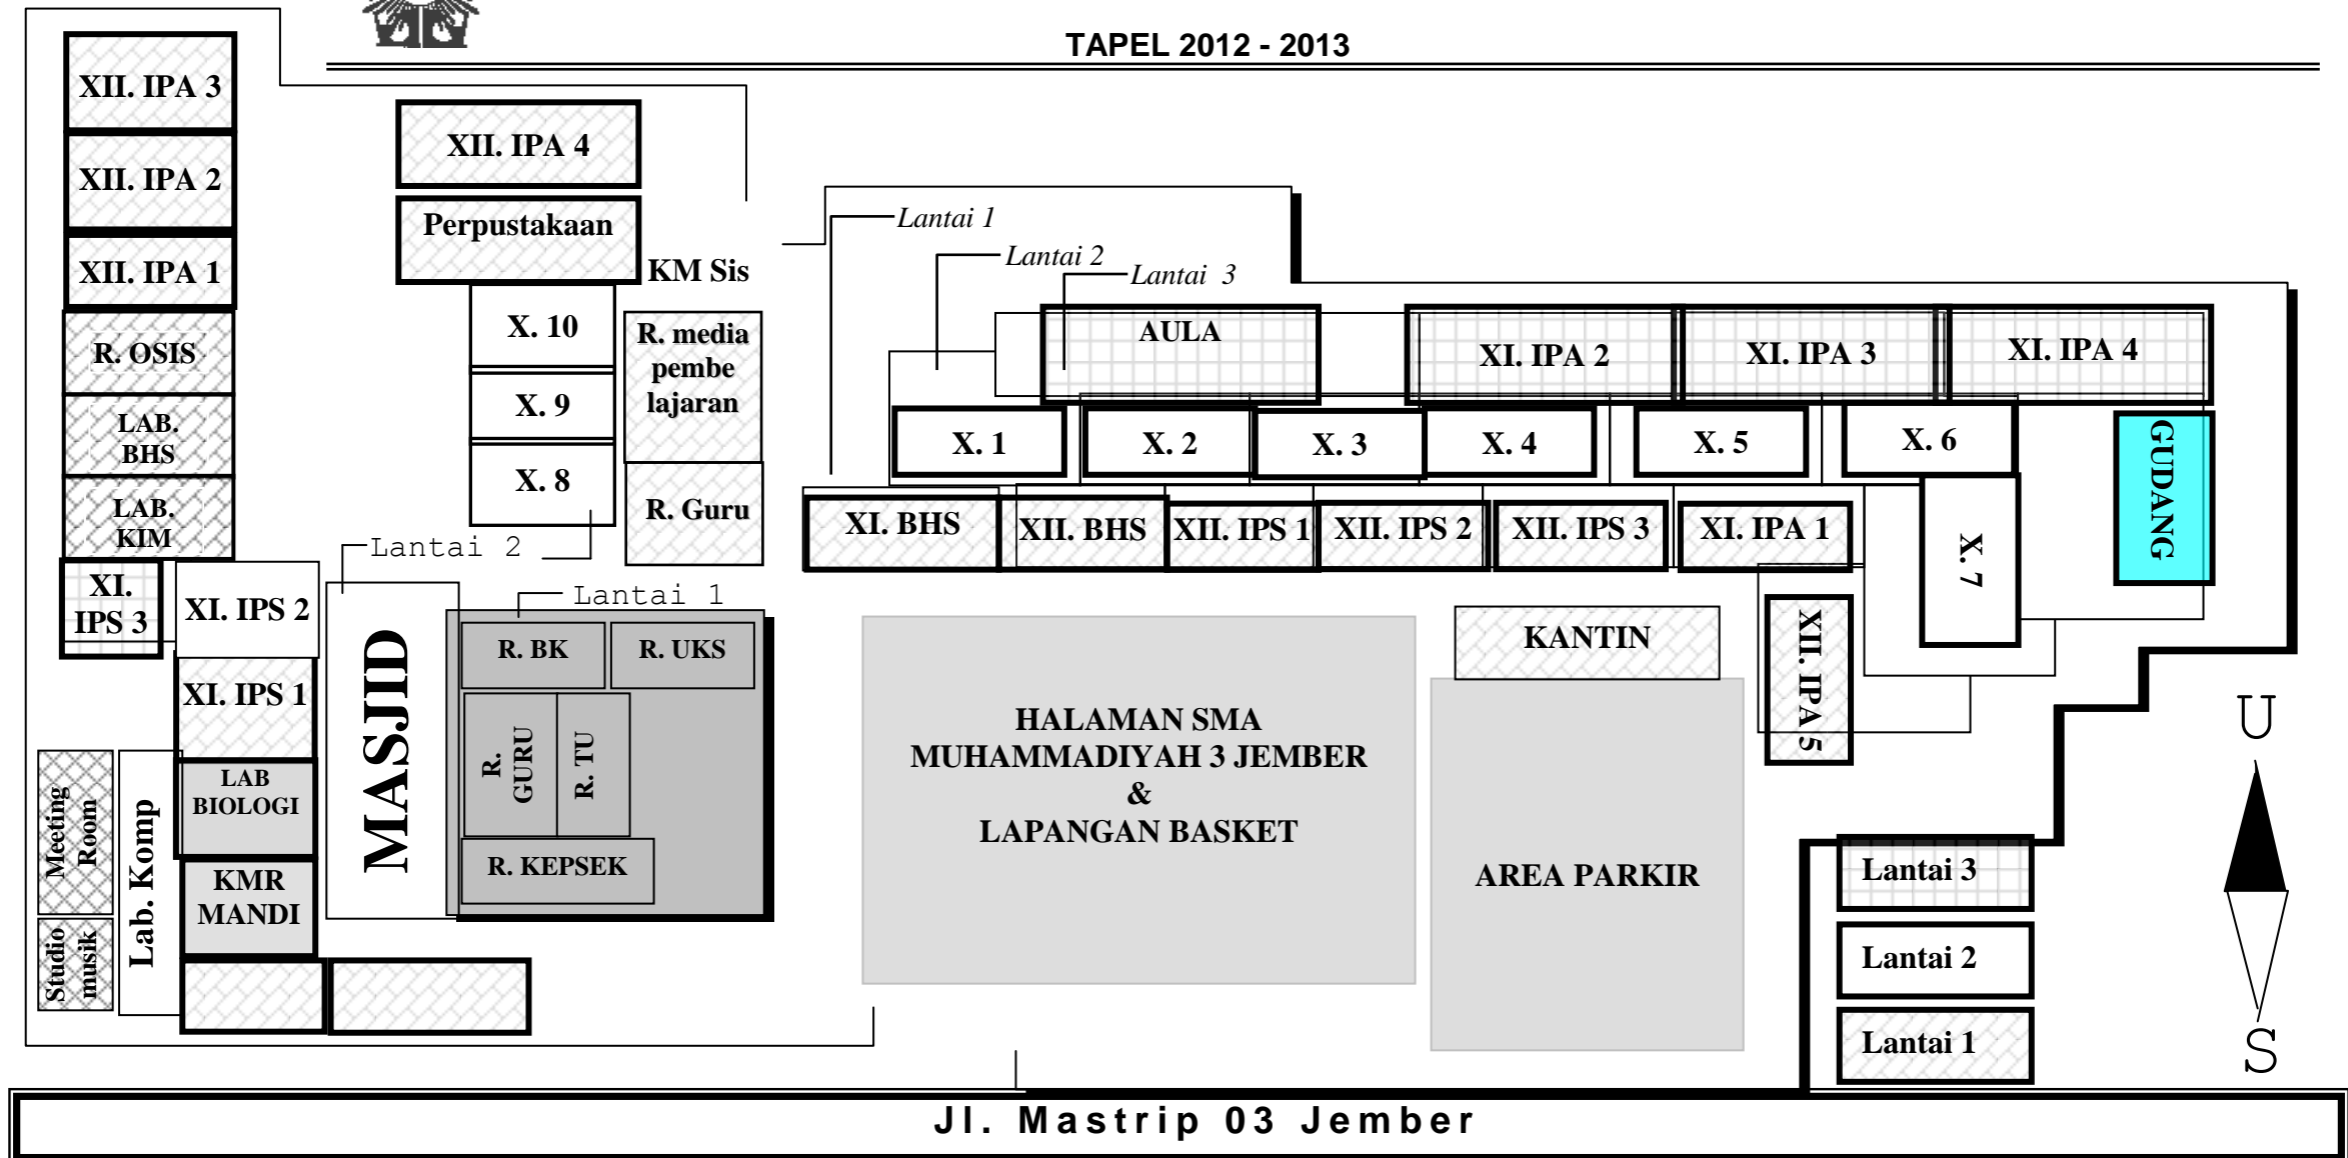 TAPEL 2012 - 2013
XII. IPA 3
XII. IPA 2
XII. IPA 1
R. OSIS
LAB.
BHS
LAB.
KIM
XI.
IPS 3
XI. IPS 2
XI. IPS 1
LAB
BIOLOGI
KMR
MANDI
Meeting
Room
Studio
musik
Lab. Komp
XII. IPA 4
Perpustakaan
KM Sis
X. 10
X. 9
X. 8
R. media
pembe
lajaran
R. Guru
Lantai 2
Lantai 1
MASJID
R. BK
R. UKS
R.
GURU
R. TU
R. KEPSEK
Lantai 1
Lantai 2
Lantai 3
AULA
XI. IPA 2
XI. IPA 3
XI. IPA 4
X. 1
X. 2
X. 3
X. 4
X. 5
X. 6
X. 7
GUDANG
XI. BHS
XII. BHS
XII. IPS 1
XII. IPS 2
XII. IPS 3
XI. IPA 1
XII. IPA 5
KANTIN
HALAMAN SMA
MUHAMMADIYAH 3 JEMBER
&
LAPANGAN BASKET
AREA PARKIR
Lantai 3
Lantai 2
Lantai 1
U
S
Jl. Mastrip 03 Jember